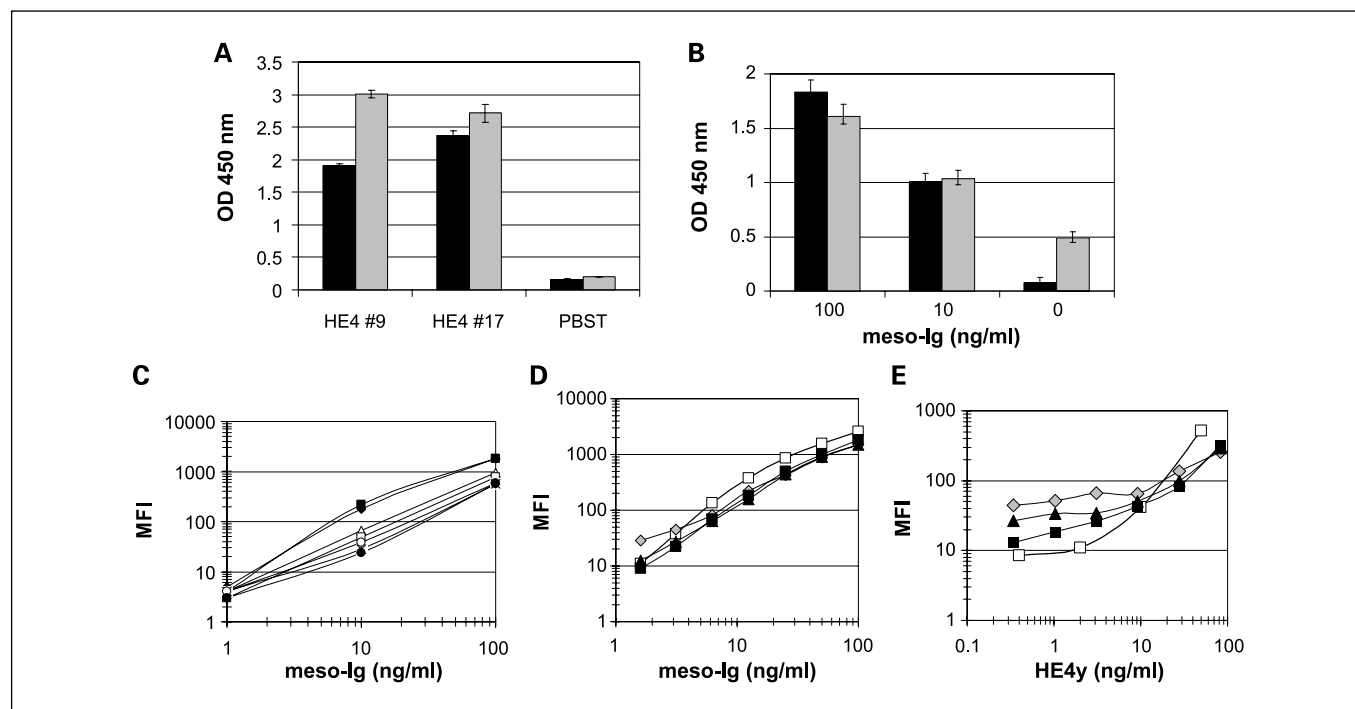 A
OD 450 nm
3.5
3
2.5
2
1.5
1
0.5
0
HE4 #9 HE4 #17 PBST
B
OD 450 nm
2
1.5
1
0.5
0
100 10 0
meso-Ig (ng/ml)
C
MFI
10000
1000
100
10
1
1 10 100
meso-Ig (ng/ml)
D
MFI
10000
1000
100
10
1
1 10 100
meso-Ig (ng/ml)
E
MFI
1000
100
10
1
0.1 1 10 100
HE4y (ng/ml)